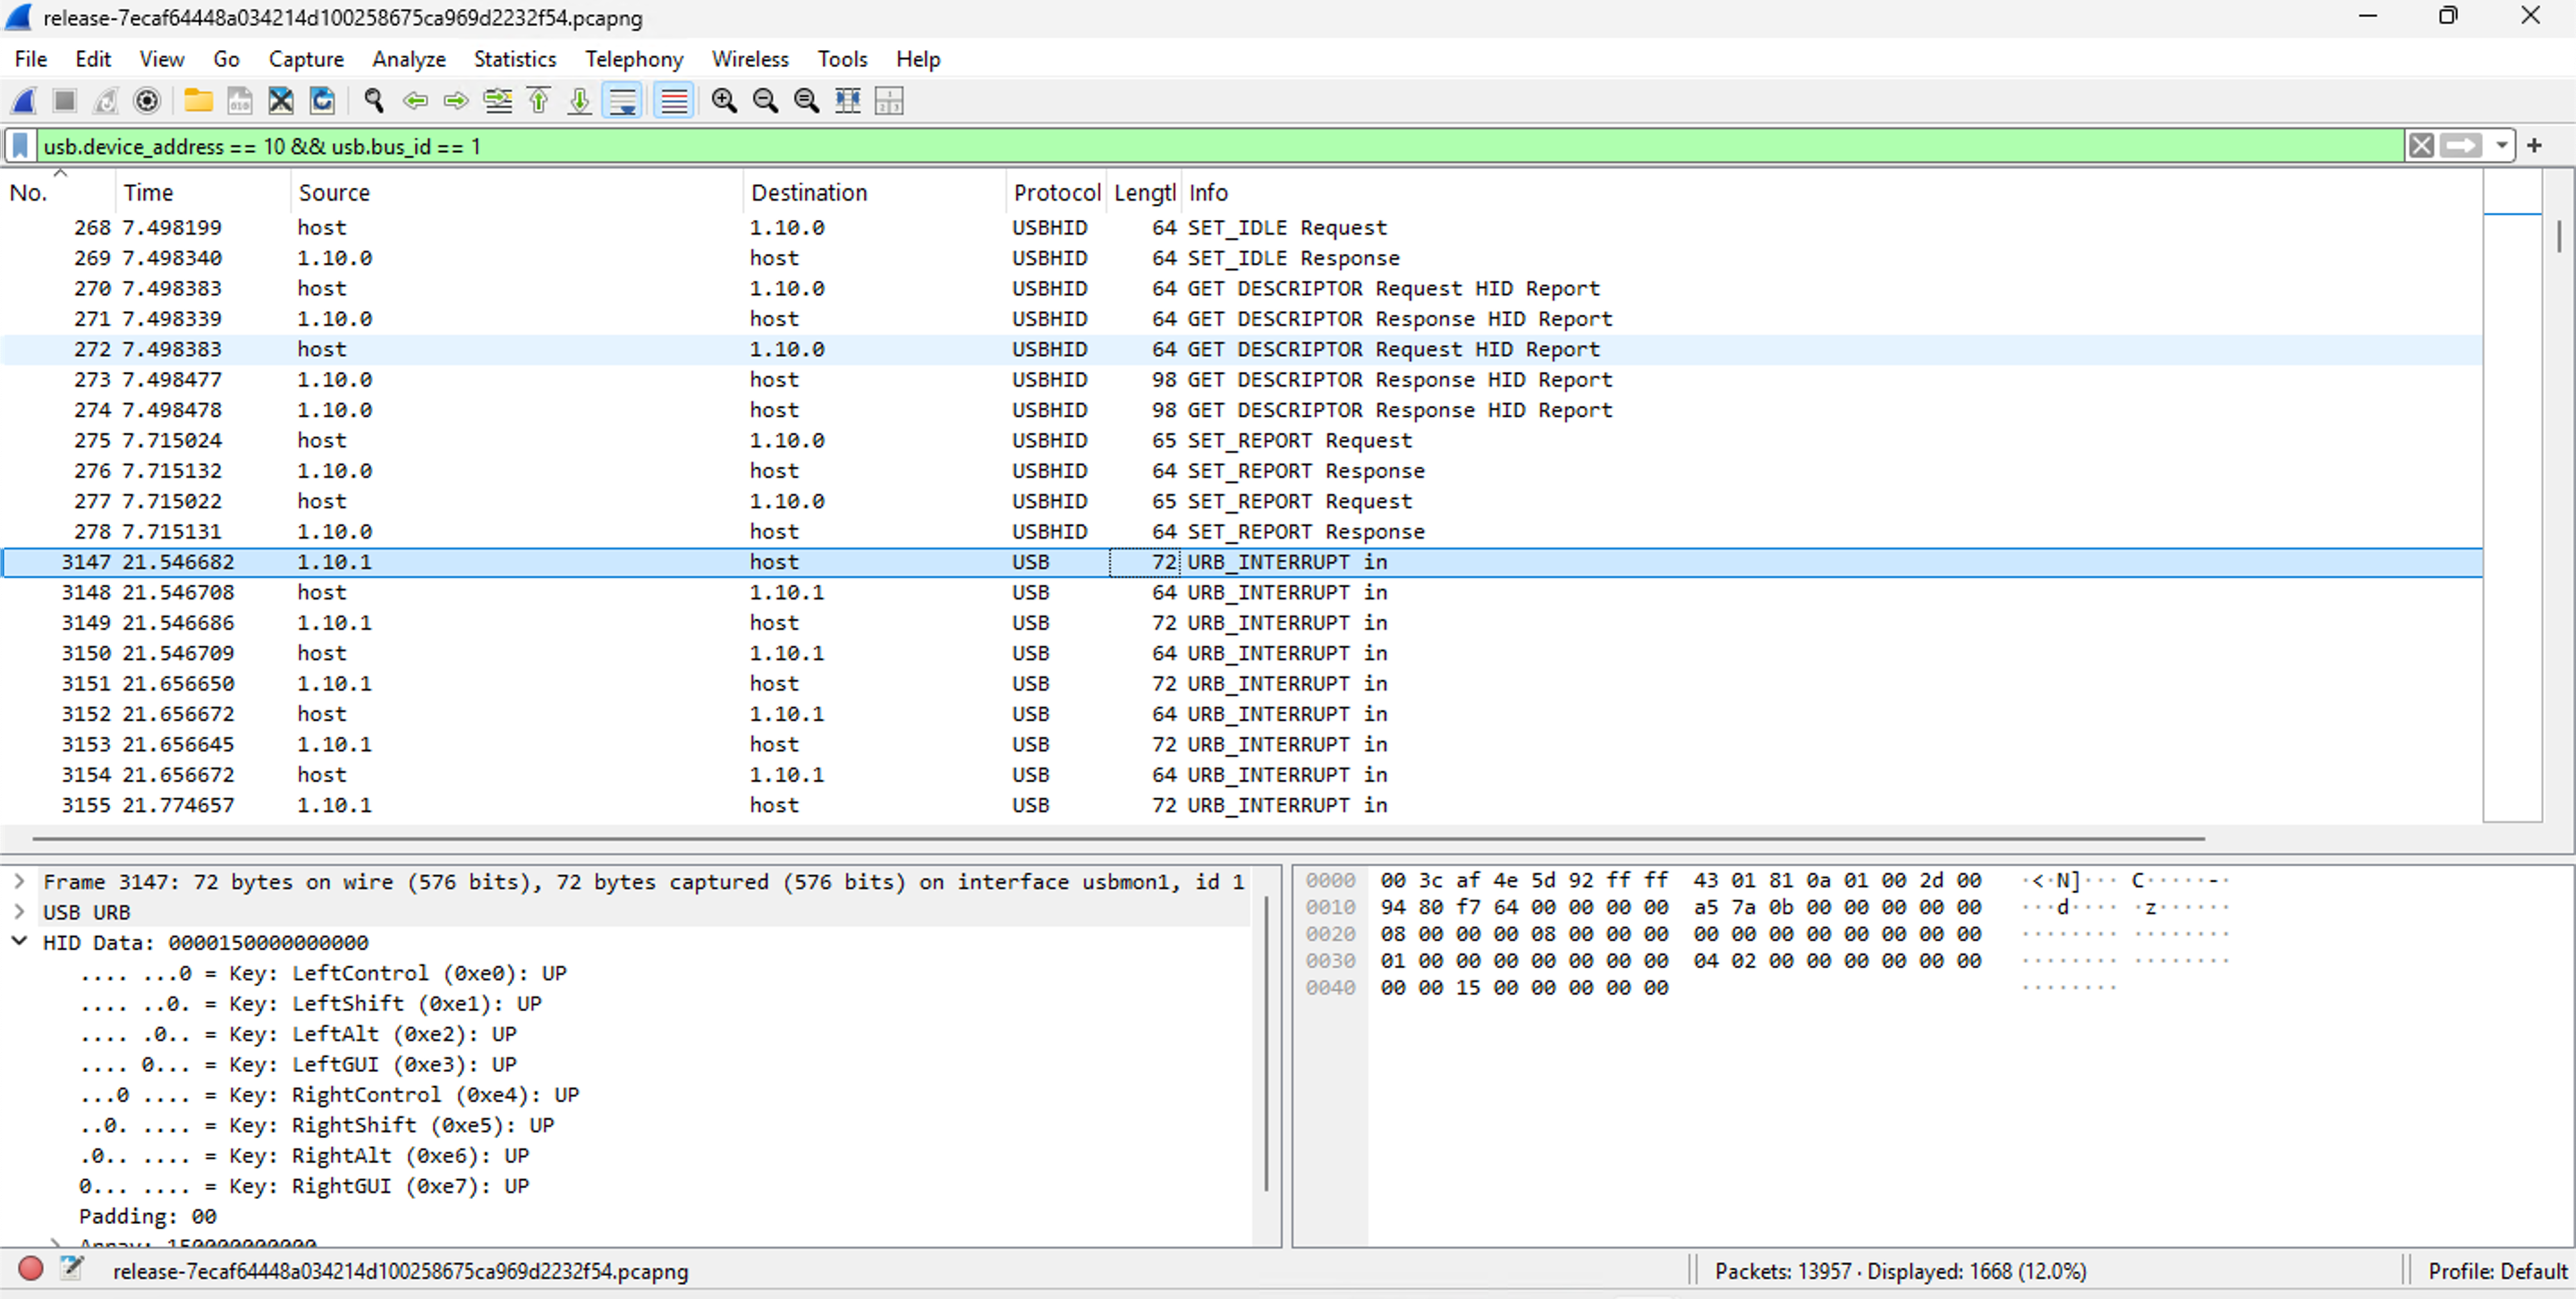 release-7ecaf64448a034214d100258675ca969d2232f54.pcapng
File Edit View Go Capture Analyze Statistics Telephony Wireless Tools Help
usb.device_address == 10 && usb.bus_id == 1
No. Time Source Destination Protocol Lengtl Info
268 7.498199 host 1.10.0 USBHID 64 SET_IDLE Request
269 7.498340 1.10.0 host USBHID 64 SET_IDLE Response
270 7.498383 host 1.10.0 USBHID 64 GET DESCRIPTOR Request HID Report
271 7.498339 1.10.0 host USBHID 64 GET DESCRIPTOR Response HID Report
272 7.498383 host 1.10.0 USBHID 64 GET DESCRIPTOR Request HID Report
273 7.498477 1.10.0 host USBHID 98 GET DESCRIPTOR Response HID Report
274 7.498478 1.10.0 host USBHID 98 GET DESCRIPTOR Response HID Report
275 7.715024 host 1.10.0 USBHID 65 SET_REPORT Request
276 7.715132 1.10.0 host USBHID 64 SET_REPORT Response
277 7.715022 host 1.10.0 USBHID 65 SET_REPORT Request
278 7.715131 1.10.0 host USBHID 64 SET_REPORT Response
3147 21.546682 1.10.1 host USB 72 URB_INTERRUPT in
3148 21.546708 host 1.10.1 USB 64 URB_INTERRUPT in
3149 21.546686 1.10.1 host USB 72 URB_INTERRUPT in
3150 21.546709 host 1.10.1 USB 64 URB_INTERRUPT in
3151 21.656650 1.10.1 host USB 72 URB_INTERRUPT in
3152 21.656672 host 1.10.1 USB 64 URB_INTERRUPT in
3153 21.656645 1.10.1 host USB 72 URB_INTERRUPT in
3154 21.656672 host 1.10.1 USB 64 URB_INTERRUPT in
3155 21.774657 1.10.1 host USB 72 URB_INTERRUPT in
Frame 3147: 72 bytes on wire (576 bits), 72 bytes captured (576 bits) on interface usbmon1, id 1
USB URB
HID Data: 0000150000000000
.... ...0 = Key: LeftControl (0xe0): UP
.... ..0. = Key: LeftShift (0xe1): UP
.... .0.. = Key: LeftAlt (0xe2): UP
.... 0... = Key: LeftGUI (0xe3): UP
...0 .... = Key: RightControl (0xe4): UP
..0. .... = Key: RightShift (0xe5): UP
.0.. .... = Key: RightAlt (0xe6): UP
0... .... = Key: RightGUI (0xe7): UP
Padding: 00
Array: 150000000000
0000 00 3c af 4e 5d 92 ff ff 43 01 81 0a 01 00 2d 00 ·<·N]··· C·····-·
0010 94 80 f7 64 00 00 00 00 a5 7a 0b 00 00 00 00 00 ···d···· ·z······
0020 08 00 00 00 08 00 00 00 00 00 00 00 00 00 00 00 ········ ········
0030 01 00 00 00 00 00 00 00 04 02 00 00 00 00 00 00 ········ ········
0040 00 00 15 00 00 00 00 00 ········
release-7ecaf64448a034214d100258675ca969d2232f54.pcapng
Packets: 13957 · Displayed: 1668 (12.0%)
Profile: Default